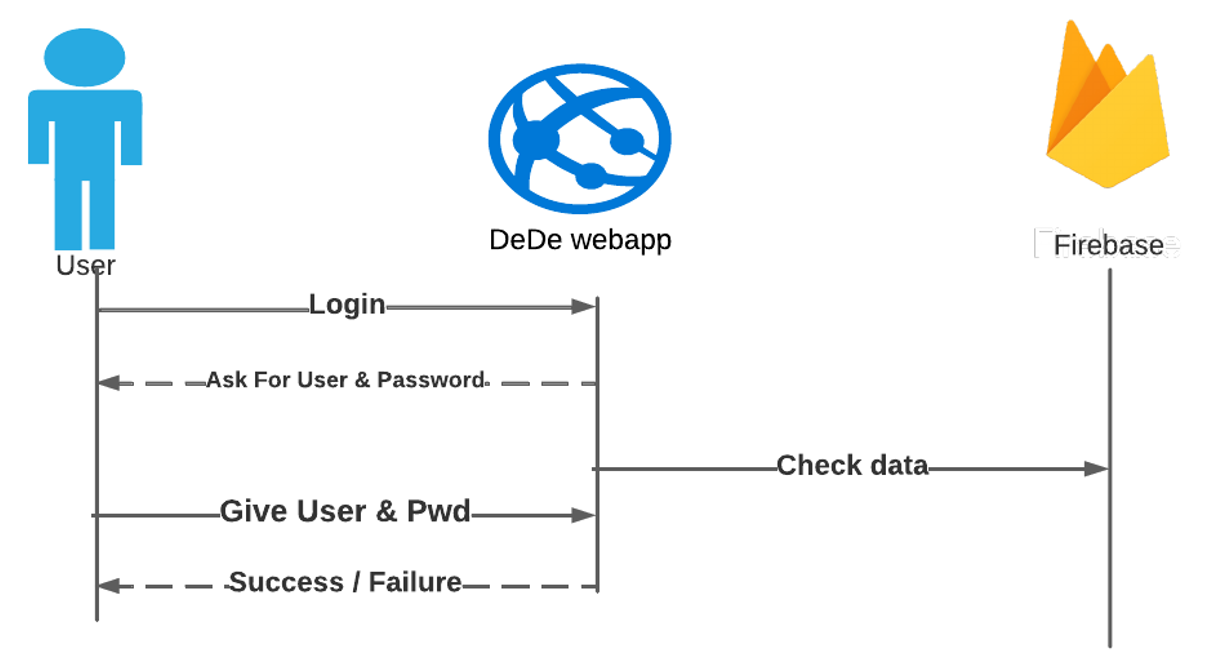 User
DeDe webapp
Firebase
Login
Ask For User & Password
Check data
Give User & Pwd
Success / Failure